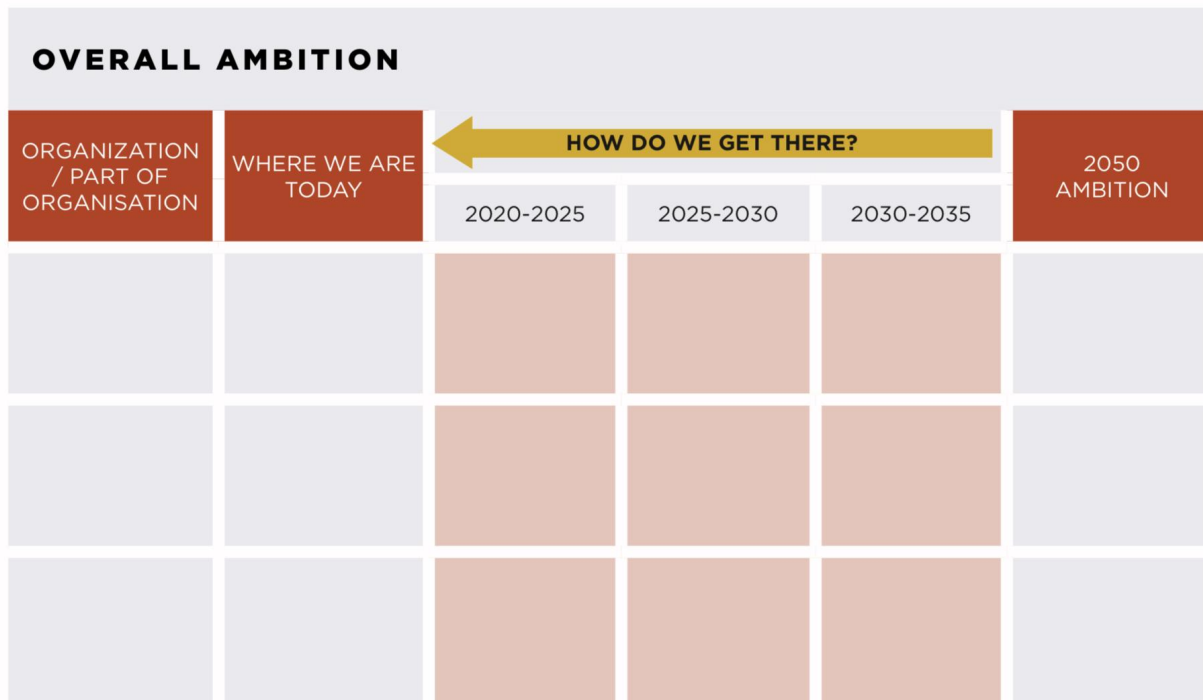 OVERALL AMBITION
ORGANIZATION
/ PART OF
ORGANISATION
WHERE WE ARE
TODAY
HOW DO WE GET THERE?
2020-2025
2025-2030
2030-2035
2050
AMBITION